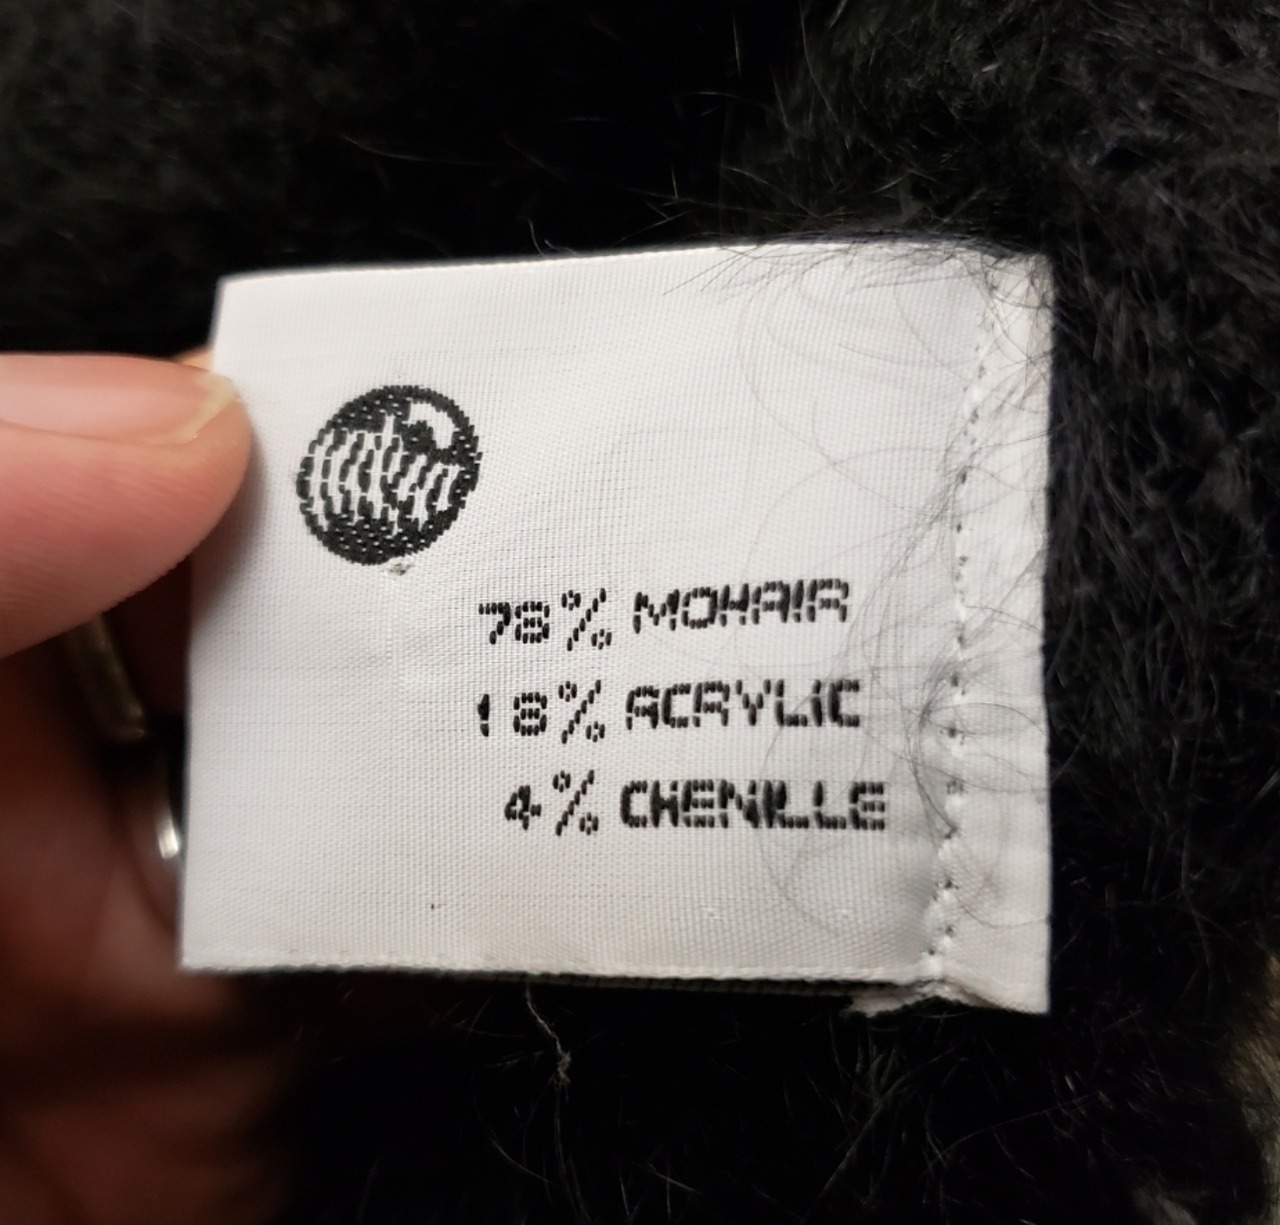 78% MOHAIR
18% ACRYLIC
4% CHENILLE